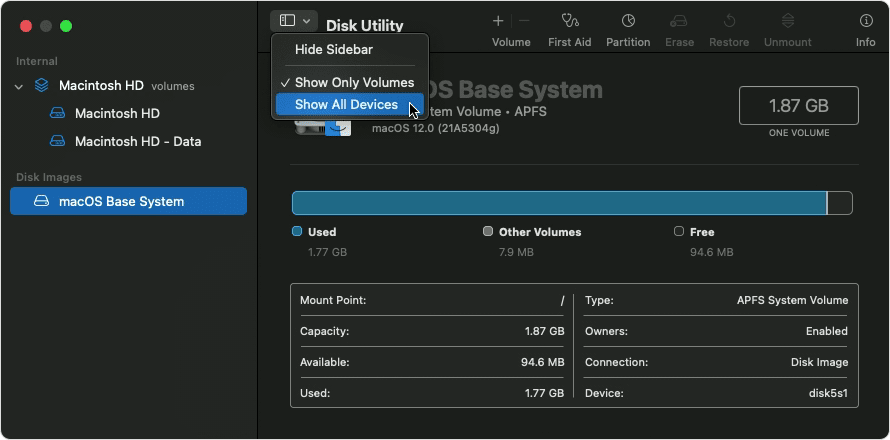 Disk Utility
Volume
First Aid
Partition
Erase
Restore
Unmount
Info
Hide Sidebar
✓ Show Only Volumes
Show All Devices
Internal
Macintosh HD volumes
Macintosh HD
Macintosh HD - Data
Disk Images
macOS Base System
OS Base System
tem Volume • APFS
macOS 12.0 (21A5304g)
1.87 GB
ONE VOLUME
Used
1.77 GB
Other Volumes
7.9 MB
Free
94.6 MB
Mount Point: /
Capacity: 1.87 GB
Available: 94.6 MB
Used: 1.77 GB
Type: APFS System Volume
Owners: Enabled
Connection: Disk Image
Device: disk5s1